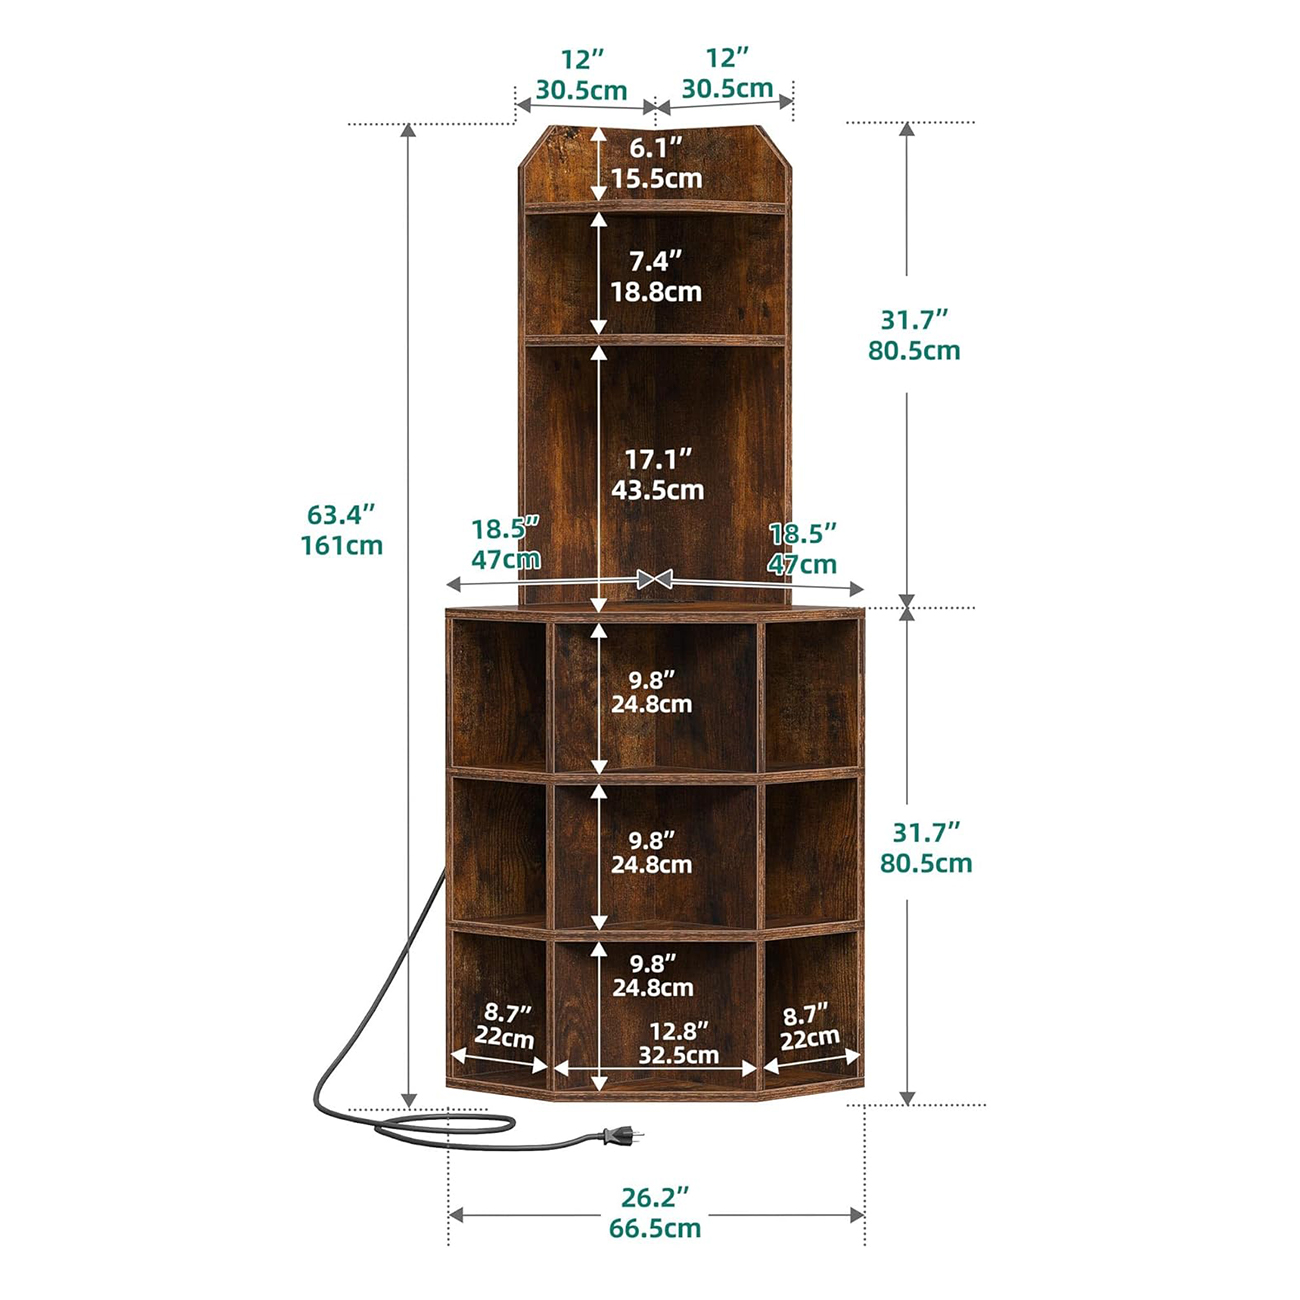 12”
30.5cm
12”
30.5cm
6.1”
15.5cm
7.4”
18.8cm
31.7”
80.5cm
17.1”
43.5cm
63.4”
161cm
18.5”
47cm
18.5”
47cm
9.8”
24.8cm
9.8”
24.8cm
31.7”
80.5cm
9.8”
24.8cm
8.7”
22cm
12.8”
32.5cm
8.7”
22cm
26.2”
66.5cm